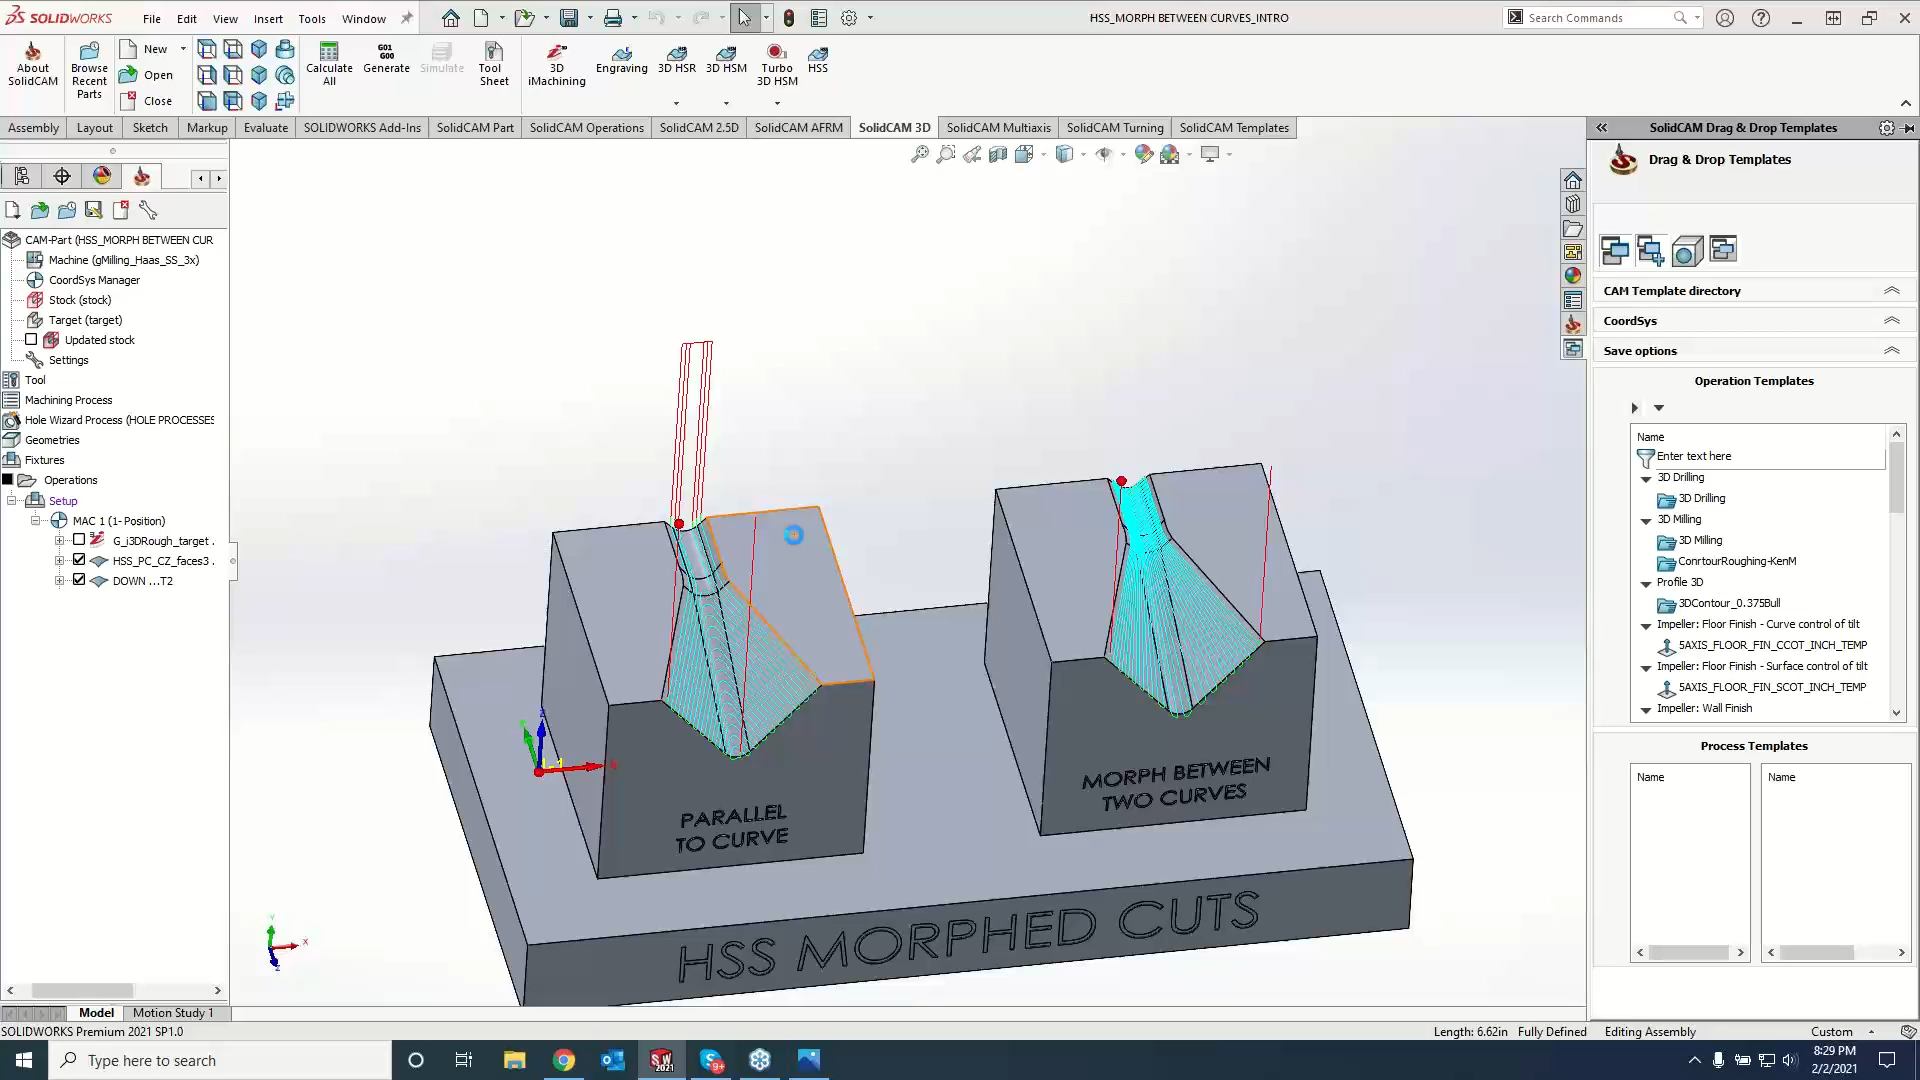 SOLIDWORKS
File
Edit
View
Insert
Tools
Window
HSS_MORPH BETWEEN CURVES_INTRO
Search Commands
About
SolidCAM
Browse
Recent
Parts
New
Open
Close
Calculate
All
G01
G00
Generate
Simulate
Tool
Sheet
3D
iMachining
Engraving
3D HSR
3D HSM
Turbo
3D HSM
HSS
Assembly
Layout
Sketch
Markup
Evaluate
SOLIDWORKS Add-Ins
SolidCAM Part
SolidCAM Operations
SolidCAM 2.5D
SolidCAM AFRM
SolidCAM 3D
SolidCAM Multiaxis
SolidCAM Turning
SolidCAM Templates
CAM-Part (HSS_MORPH BETWEEN CUR
Machine (gMilling_Haas_SS_3x)
CoordSys Manager
Stock (stock)
Target (target)
Updated stock
Settings
Tool
Machining Process
Hole Wizard Process (HOLE PROCESSES
Geometries
Fixtures
Operations
Setup
MAC 1 (1- Position)
G_i3DRough_target .
HSS_PC_CZ_faces3 .
DOWN ...T2
PARALLEL
TO CURVE
MORPH BETWEEN
TWO CURVES
HSS MORPHED CUTS
SolidCAM Drag & Drop Templates
Drag & Drop Templates
CAM Template directory
CoordSys
Save options
Operation Templates
Name
Enter text here
3D Drilling
3D Drilling
3D Milling
3D Milling
ConrtourRoughing-KenM
Profile 3D
3DContour_0.375Bull
Impeller: Floor Finish - Curve control of tilt
5AXIS_FLOOR_FIN_CCOT_INCH_TEMP
Impeller: Floor Finish - Surface control of tilt
5AXIS_FLOOR_FIN_SCOT_INCH_TEMP
Impeller: Wall Finish
Process Templates
Name
Name
Model
Motion Study 1
SOLIDWORKS Premium 2021 SP1.0
Length: 6.62in
Fully Defined
Editing Assembly
Custom
Type here to search
8:29 PM
2/2/2021